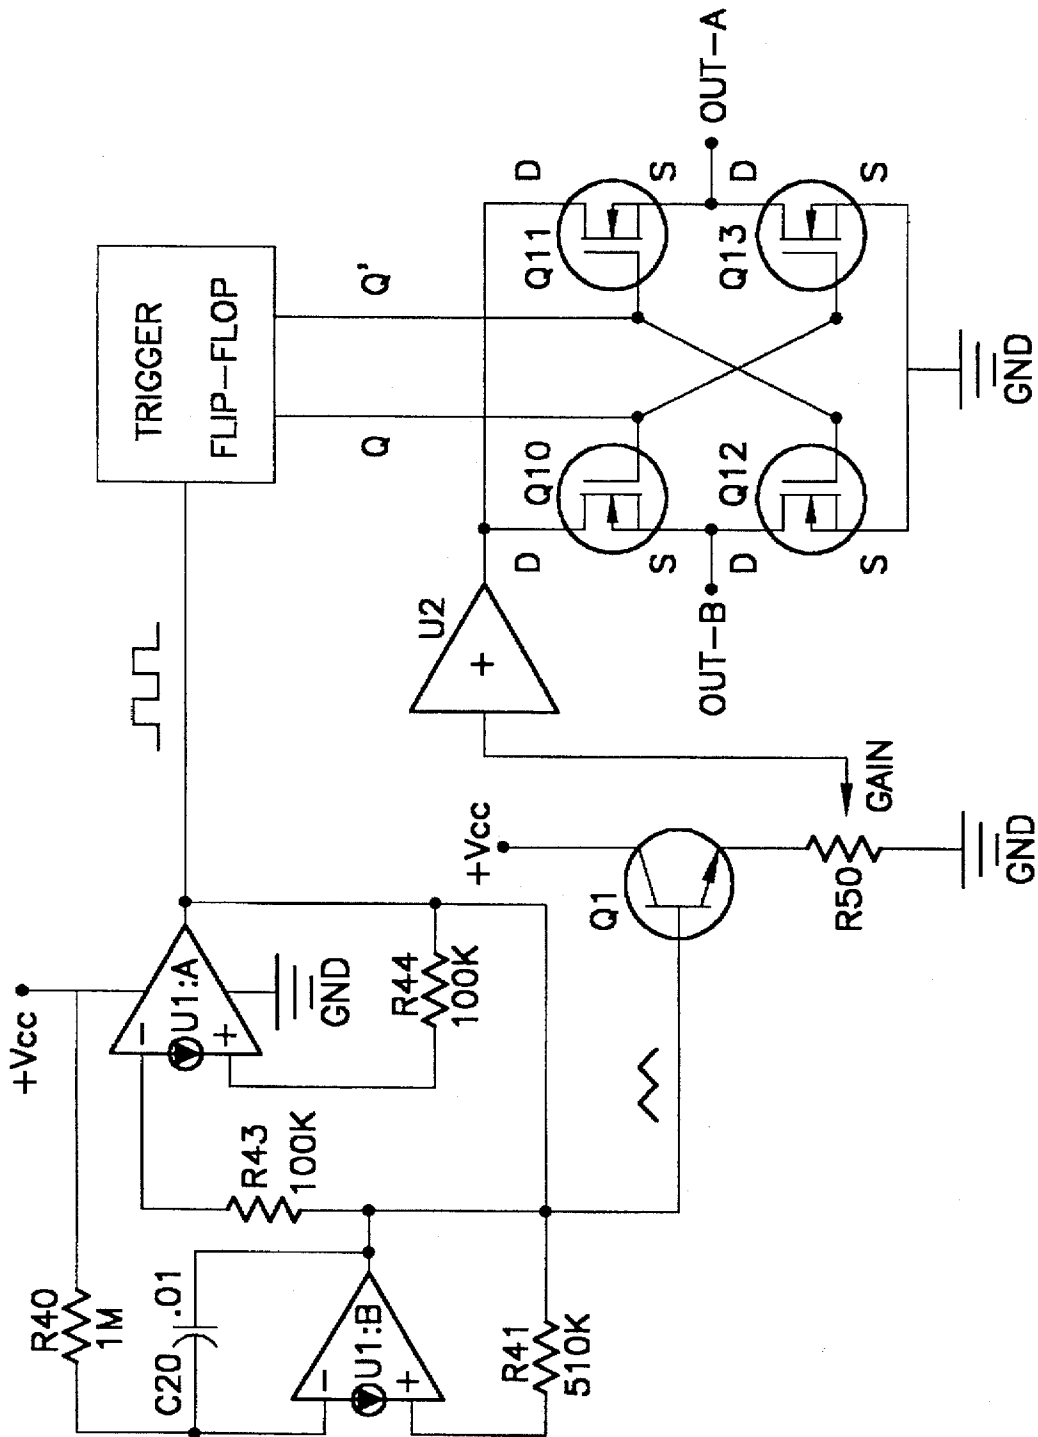 R40
1M
C20
.01
+Vcc
−
U1:A
+
GND
R43
100K
R44
100K
−
U1:B
+
R41
510K
TRIGGER
FLIP−FLOP
Q
Q'
+Vcc
Q1
R50
GAIN
GND
U2
+
D
Q10
S
D
Q11
S
OUT−B
OUT−A
D
Q12
S
D
Q13
S
GND